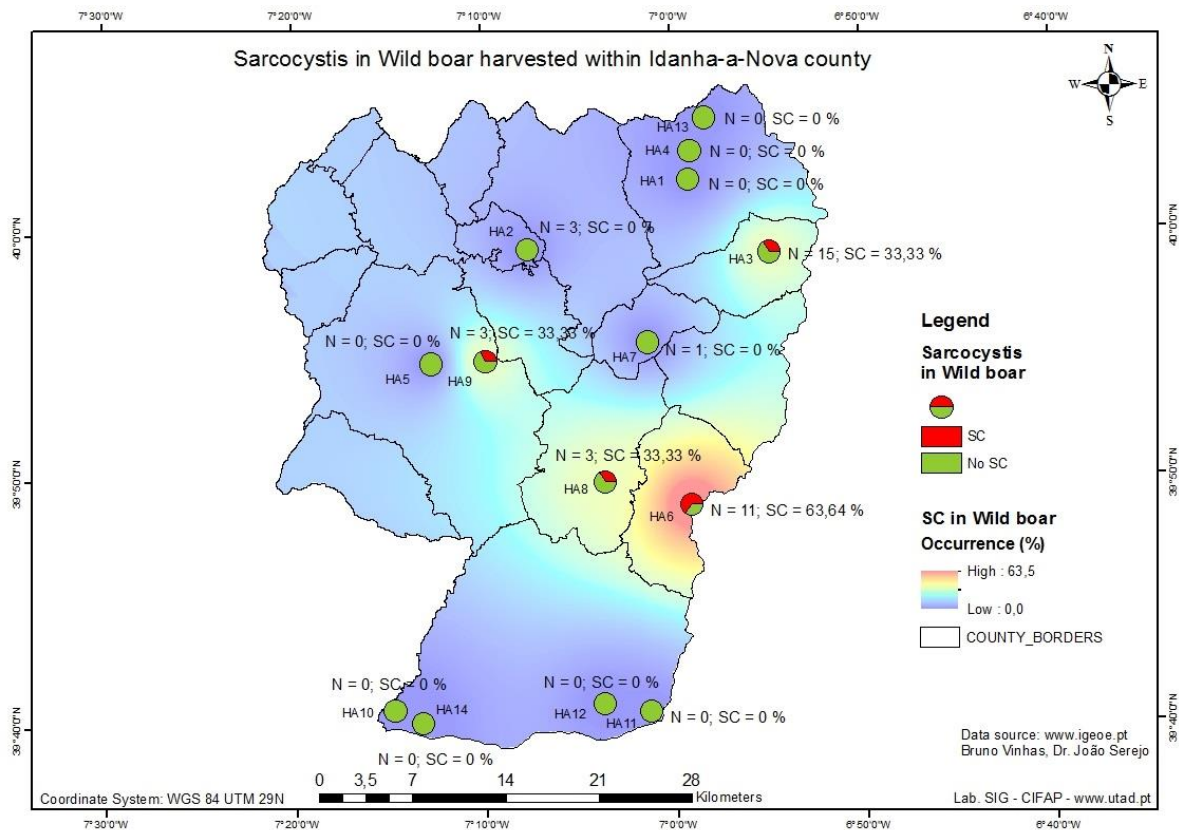 7°30'0"W 7°20'0"W 7°10'0"W 7°0'0"W 6°50'0"W 6°40'0"W
Sarcocystis in Wild boar harvested within Idanha-a-Nova county
N
W E
S
HA13 N = 0; SC = 0 %
HA4 N = 0; SC = 0 %
HA1 N = 0; SC = 0 %
40°0'0"N 40°0'0"N
HA2 N = 3; SC = 0 %
HA3 N = 15; SC = 33,33 %
N = 0; SC = 0 %
HA5
N = 3; SC = 33,33 %
HA9
HA7 N = 1; SC = 0 %
Legend
Sarcocystis
in Wild boar
SC
No SC
N = 3; SC = 33,33 %
HA8
39°50'0"N 39°50'0"N
HA6 N = 11; SC = 63,64 %
SC in Wild boar
Occurrence (%)
High : 63,5
Low : 0,0
COUNTY_BORDERS
N = 0; SC = 0 %
HA10
HA14
N = 0; SC = 0 %
N = 0; SC = 0 %
HA12
HA11 N = 0; SC = 0 %
39°40'0"N 39°40'0"N
Data source: www.igeoe.pt
Bruno Vinhas, Dr. João Serejo
0 3,5 7 14 21 28
Kilometers
Coordinate System: WGS 84 UTM 29N
Lab. SIG - CIFAP - www.utad.pt
7°30'0"W 7°20'0"W 7°10'0"W 7°0'0"W 6°50'0"W 6°40'0"W